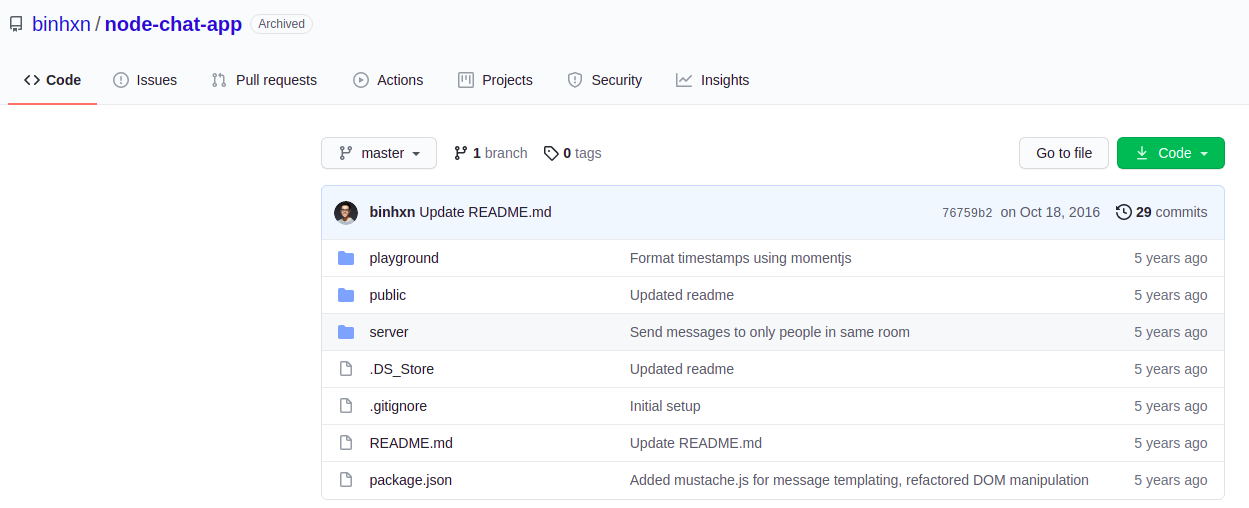 binhxn / node-chat-app Archived
Code Issues Pull requests Actions Projects Security Insights
master 1 branch 0 tags Go to file Code
binhxn Update README.md 76759b2 on Oct 18, 2016 29 commits
playground Format timestamps using momentjs 5 years ago
public Updated readme 5 years ago
server Send messages to only people in same room 5 years ago
.DS_Store Updated readme 5 years ago
.gitignore Initial setup 5 years ago
README.md Update README.md 5 years ago
package.json Added mustache.js for message templating, refactored DOM manipulation 5 years ago